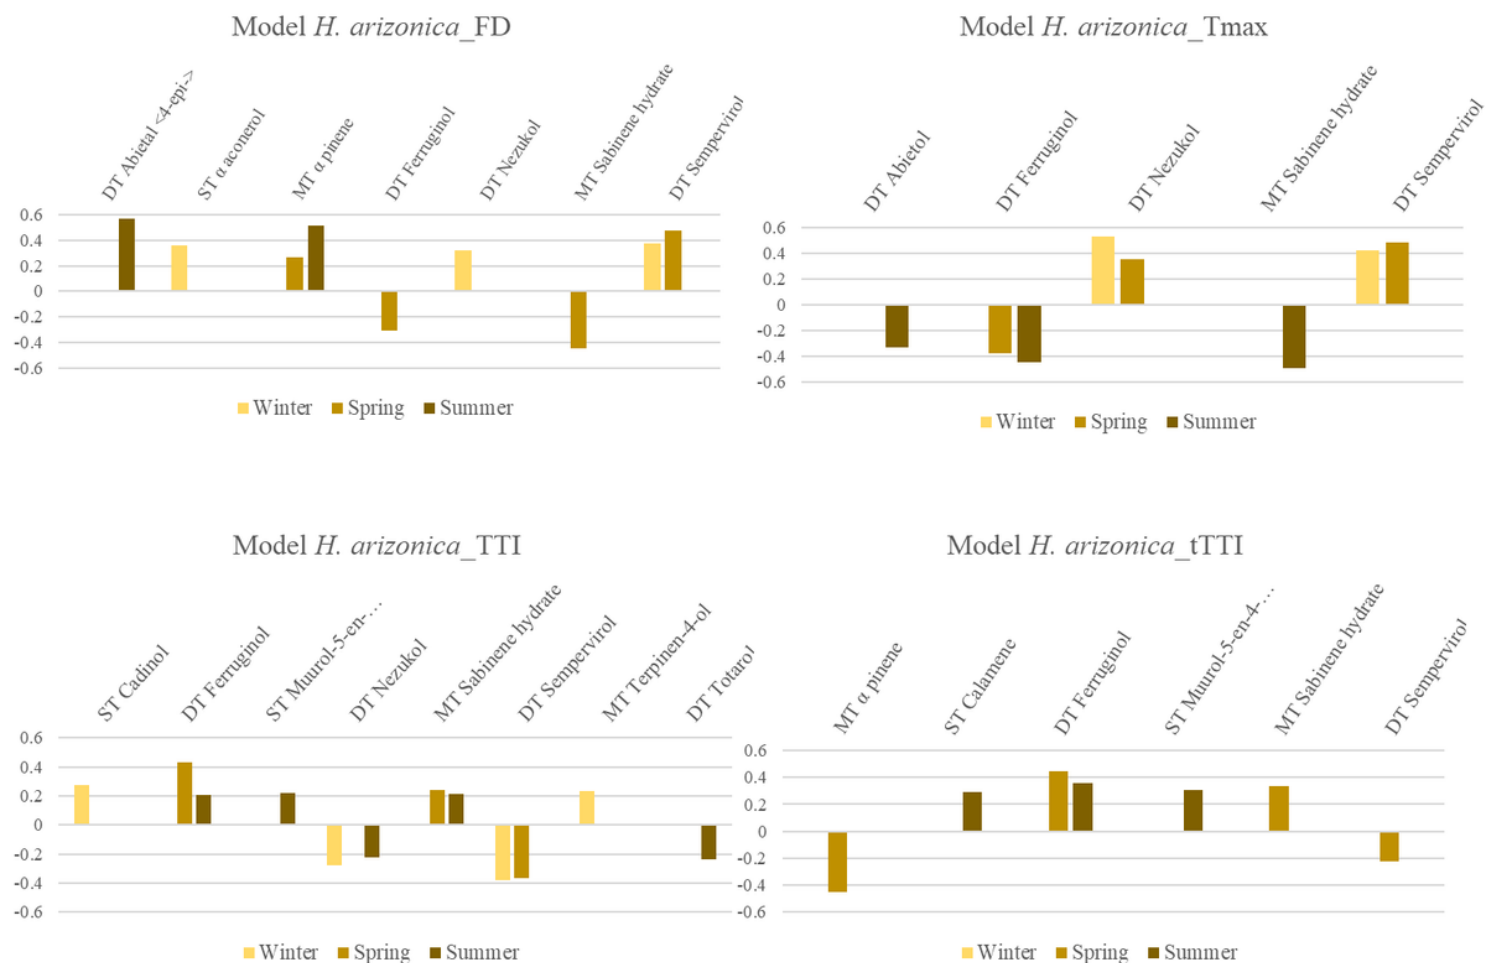 Model H. arizonica_FD
DT Abietal <4-epi->
ST α aconerol
MT α pinene
DT Ferruginol
DT Nezukol
MT Sabinene hydrate
DT Sempervirol
0.6
0.4
0.2
0
-0.2
-0.4
-0.6
Winter Spring Summer
Model H. arizonica_Tmax
DT Abietol
DT Ferruginol
DT Nezukol
MT Sabinene hydrate
DT Sempervirol
0.6
0.4
0.2
0
-0.2
-0.4
-0.6
Winter Spring Summer
Model H. arizonica_TTI
ST Cadinol
DT Ferruginol
ST Muurol-5-en-…
DT Nezukol
MT Sabinene hydrate
DT Sempervirol
MT Terpinen-4-ol
DT Totarol
0.6
0.4
0.2
0
-0.2
-0.4
-0.6
Winter Spring Summer
Model H. arizonica_tTTI
MT α pinene
ST Calamene
DT Ferruginol
ST Muurol-5-en-4-…
MT Sabinene hydrate
DT Sempervirol
0.6
0.4
0.2
0
-0.2
-0.4
-0.6
Winter Spring Summer